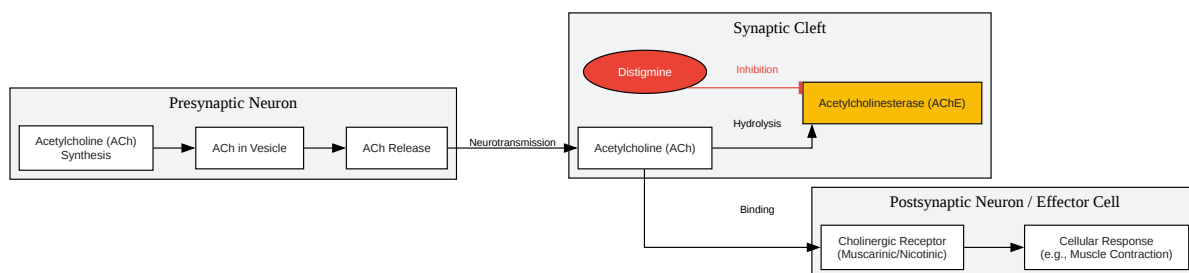 Synaptic Cleft
Distigmine
Inhibition
Acetylcholinesterase (AChE)
Presynaptic Neuron
Acetylcholine (ACh)
Synthesis
ACh in Vesicle
ACh Release
Neurotransmission
Acetylcholine (ACh)
Hydrolysis
Binding
Postsynaptic Neuron / Effector Cell
Cholinergic Receptor
(Muscarinic/Nicotinic)
Cellular Response
(e.g., Muscle Contraction)